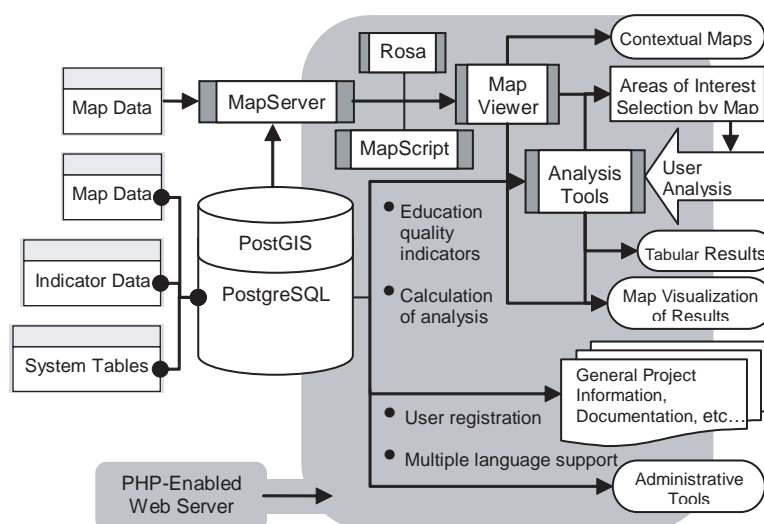 Rosa
Contextual Maps
Map Data
MapServer
Map
Viewer
Areas of Interest
Selection by Map
MapScript
Map Data
Analysis
Tools
User
Analysis
PostGIS
• Education
quality
indicators
Tabular Results
Indicator Data
PostgreSQL
• Calculation
of analysis
Map Visualization
of Results
System Tables
General Project
Information,
Documentation, etc…
• User registration
• Multiple language support
PHP-Enabled
Web Server
Administrative
Tools